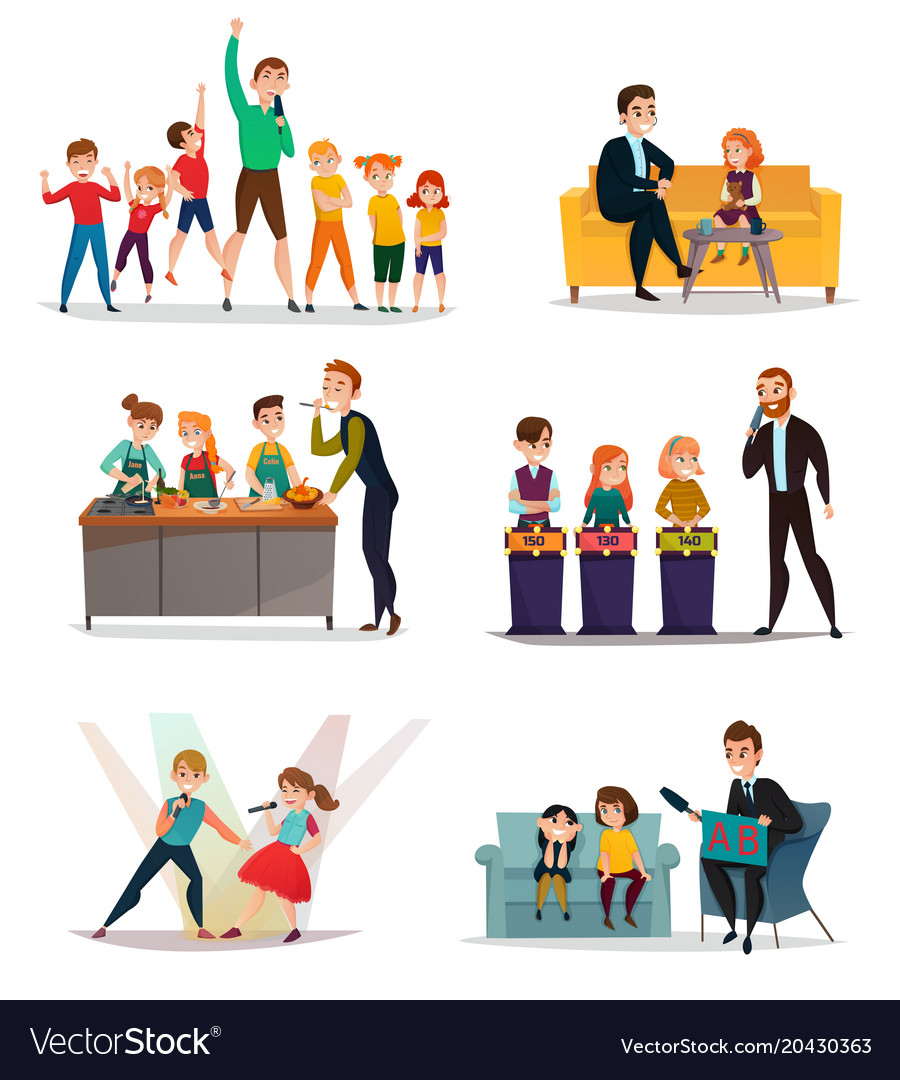 Jane
Anna
Colin
150
130
140
AB
VectorStock®
VectorStock.com/20430363